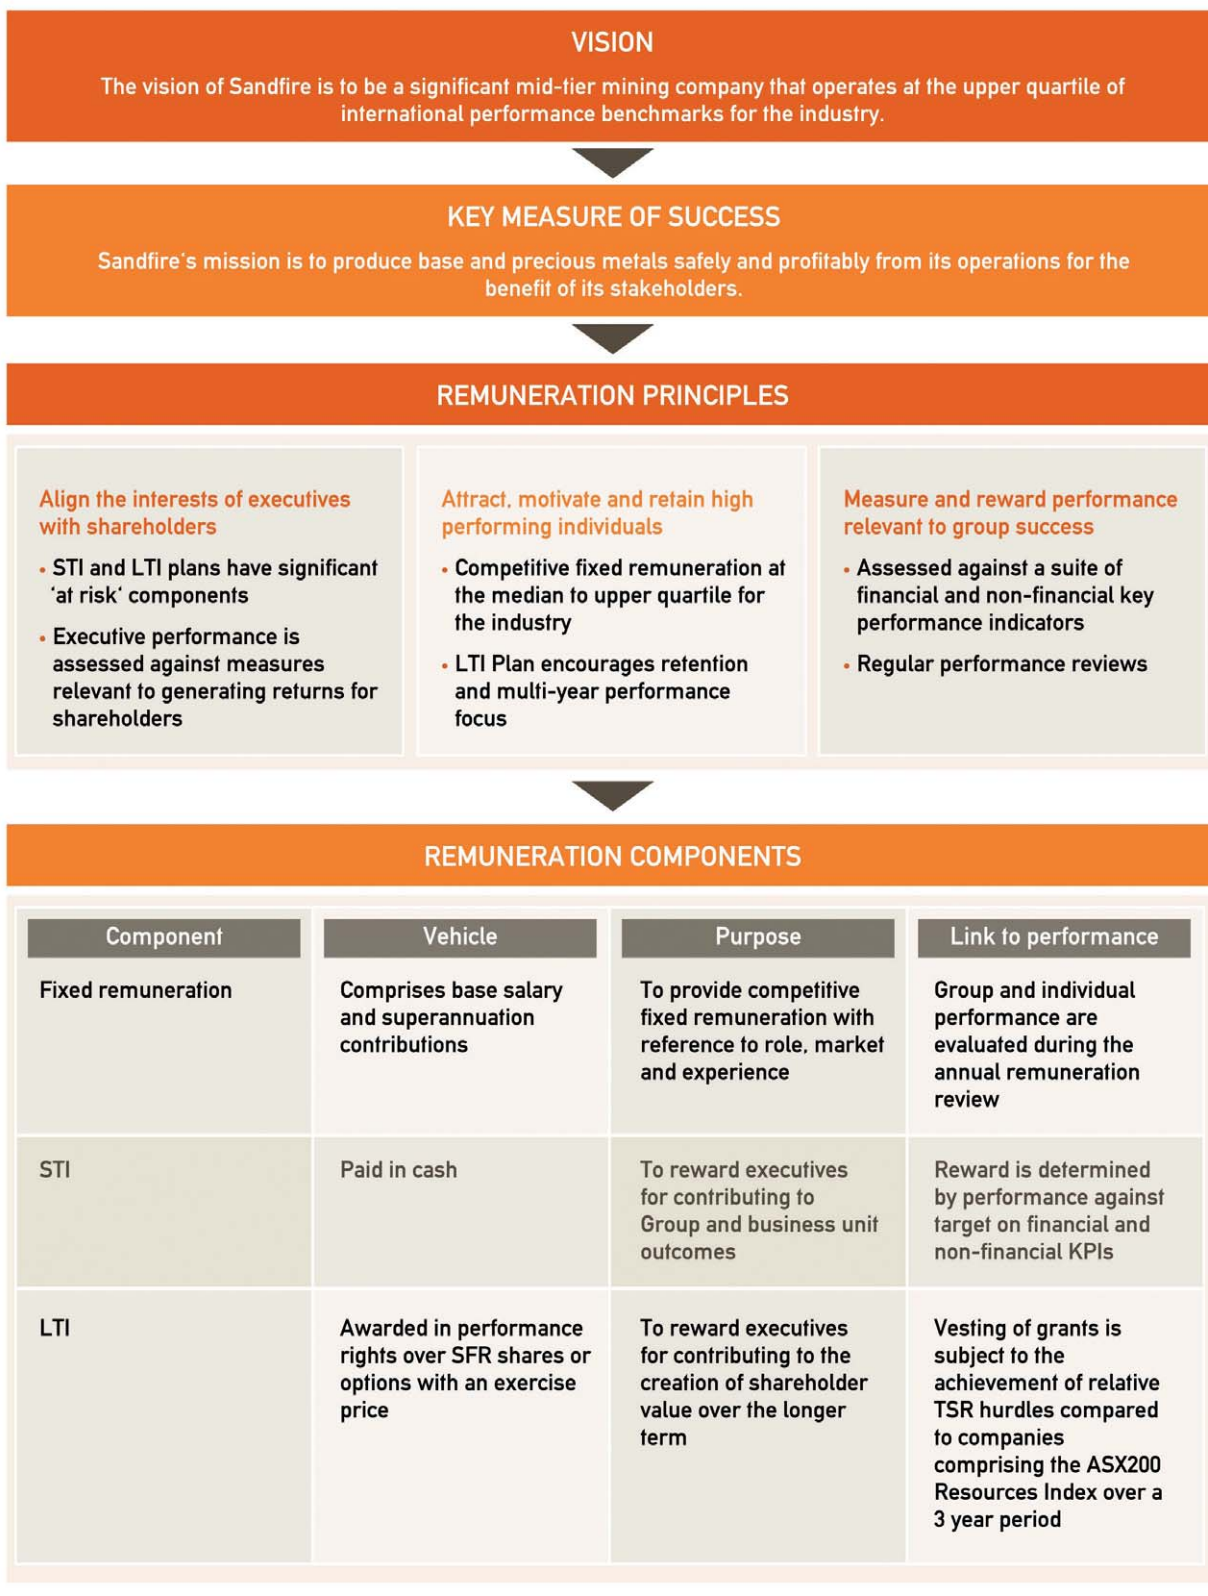 VISION
The vision of Sandfire is to be a significant mid-tier mining company that operates at the upper quartile of
international performance benchmarks for the industry.
KEY MEASURE OF SUCCESS
Sandfire's mission is to produce base and precious metals safely and profitably from its operations for the
benefit of its stakeholders.
REMUNERATION PRINCIPLES
Align the interests of executives
with shareholders
• STI and LTI plans have significant
'at risk' components
• Executive performance is
assessed against measures
relevant to generating returns for
shareholders
Attract, motivate and retain high
performing individuals
• Competitive fixed remuneration at
the median to upper quartile for
the industry
• LTI Plan encourages retention
and multi-year performance
focus
Measure and reward performance
relevant to group success
• Assessed against a suite of
financial and non-financial key
performance indicators
• Regular performance reviews
REMUNERATION COMPONENTS
Component
Vehicle
Purpose
Link to performance
Fixed remuneration
Comprises base salary
and superannuation
contributions
To provide competitive
fixed remuneration with
reference to role, market
and experience
Group and individual
performance are
evaluated during the
annual remuneration
review
STI
Paid in cash
To reward executives
for contributing to
Group and business unit
outcomes
Reward is determined
by performance against
target on financial and
non-financial KPIs
LTI
Awarded in performance
rights over SFR shares or
options with an exercise
price
To reward executives
for contributing to the
creation of shareholder
value over the longer
term
Vesting of grants is
subject to the
achievement of relative
TSR hurdles compared
to companies
comprising the ASX200
Resources Index over a
3 year period